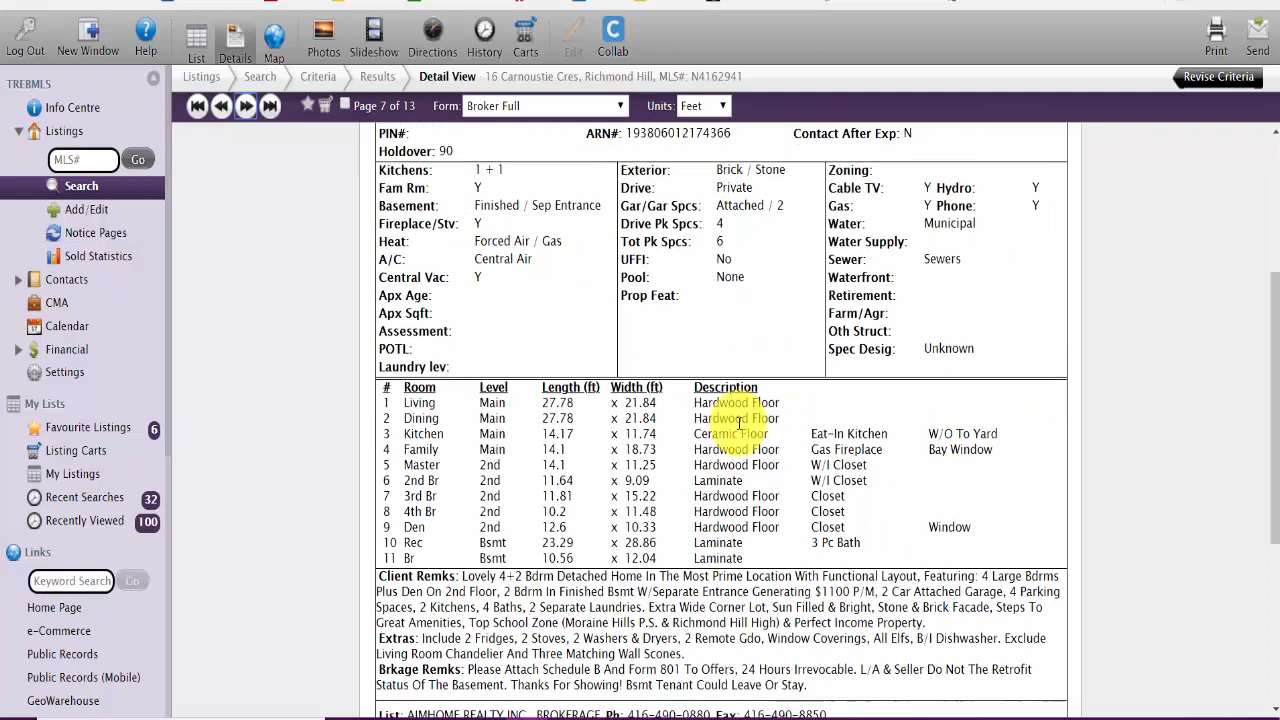 Log Out New Window Help List Details Map Photos Slideshow Directions History Carts Edit Collab Print Send
TREBMLS
Listings Search Criteria Results Detail View 16 Carnoustie Cres, Richmond Hill, MLS#: N4162941 Revise Criteria
Page 7 of 13 Form: Broker Full Units: Feet
Info Centre
Listings
MLS# Go
Search
Add/Edit
Notice Pages
Sold Statistics
Contacts
CMA
Calendar
Financial
Settings
My Lists
Favourite Listings 6
Listing Carts
My Listings
Recent Searches 32
Recently Viewed 100
Links
Keyword Search Go
Home Page
e-Commerce
Public Records
Public Records (Mobile)
GeoWarehouse
PIN#: ARN#: 193806012174366 Contact After Exp: N
Holdover: 90
Kitchens: 1 + 1 Exterior: Brick / Stone Zoning:
Fam Rm: Y Drive: Private Cable TV: Y Hydro: Y
Basement: Finished / Sep Entrance Gar/Gar Spcs: Attached / 2 Gas: Y Phone: Y
Fireplace/Stv: Y Drive Pk Spcs: 4 Water: Municipal
Heat: Forced Air / Gas Tot Pk Spcs: 6 Water Supply:
A/C: Central Air UFFI: No Sewer: Sewers
Central Vac: Y Pool: None Waterfront:
Apx Age: Prop Feat: Retirement:
Apx Sqft: Farm/Agr:
Assessment: Oth Struct:
POTL: Spec Desig: Unknown
Laundry lev:
# Room Level Length (ft) Width (ft) Description
1 Living Main 27.78 x 21.84 Hardwood Floor
2 Dining Main 27.78 x 21.84 Hardwood Floor
3 Kitchen Main 14.17 x 11.74 Ceramic Floor Eat-In Kitchen W/O To Yard
4 Family Main 14.1 x 18.73 Hardwood Floor Gas Fireplace Bay Window
5 Master 2nd 14.1 x 11.25 Hardwood Floor W/I Closet
6 2nd Br 2nd 11.64 x 9.09 Laminate W/I Closet
7 3rd Br 2nd 11.81 x 15.22 Hardwood Floor Closet
8 4th Br 2nd 10.2 x 11.48 Hardwood Floor Closet
9 Den 2nd 12.6 x 10.33 Hardwood Floor Closet Window
10 Rec Bsmt 23.29 x 28.86 Laminate 3 Pc Bath
11 Br Bsmt 10.56 x 12.04 Laminate
Client Remks: Lovely 4+2 Bdrm Detached Home In The Most Prime Location With Functional Layout, Featuring: 4 Large Bdrms
Plus Den On 2nd Floor, 2 Bdrm In Finished Bsmt W/Separate Entrance Generating $1100 P/M, 2 Car Attached Garage, 4 Parking
Spaces, 2 Kitchens, 4 Baths, 2 Separate Laundries. Extra Wide Corner Lot, Sun Filled & Bright, Stone & Brick Facade, Steps To
Great Amenities, Top School Zone (Moraine Hills P.S. & Richmond Hill High) & Perfect Income Property.
Extras: Include 2 Fridges, 2 Stoves, 2 Washers & Dryers, 2 Remote Gdo, Window Coverings, All Elfs, B/I Dishwasher. Exclude
Living Room Chandelier And Three Matching Wall Scones.
Brkage Remks: Please Attach Schedule B And Form 801 To Offers, 24 Hours Irrevocable. L/A & Seller Do Not The Retrofit
Status Of The Basement. Thanks For Showing! Bsmt Tenant Could Leave Or Stay.
List: AIMHOME REALTY INC., BROKERAGE Ph: 416-490-0880 Fax: 416-490-8850